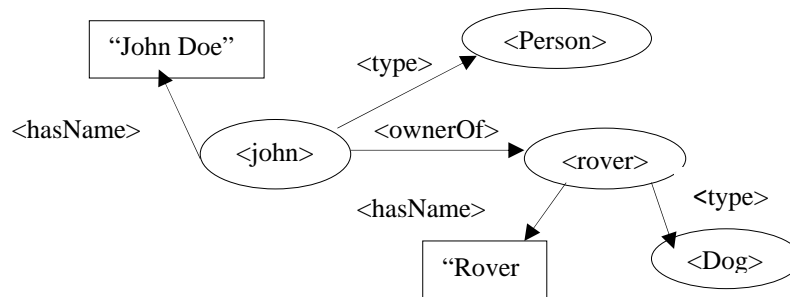 “John Doe”
<Person>
<type>
<hasName>
<ownerOf>
<john>
<rover>
<hasName>
<type>
“Rover
<Dog>